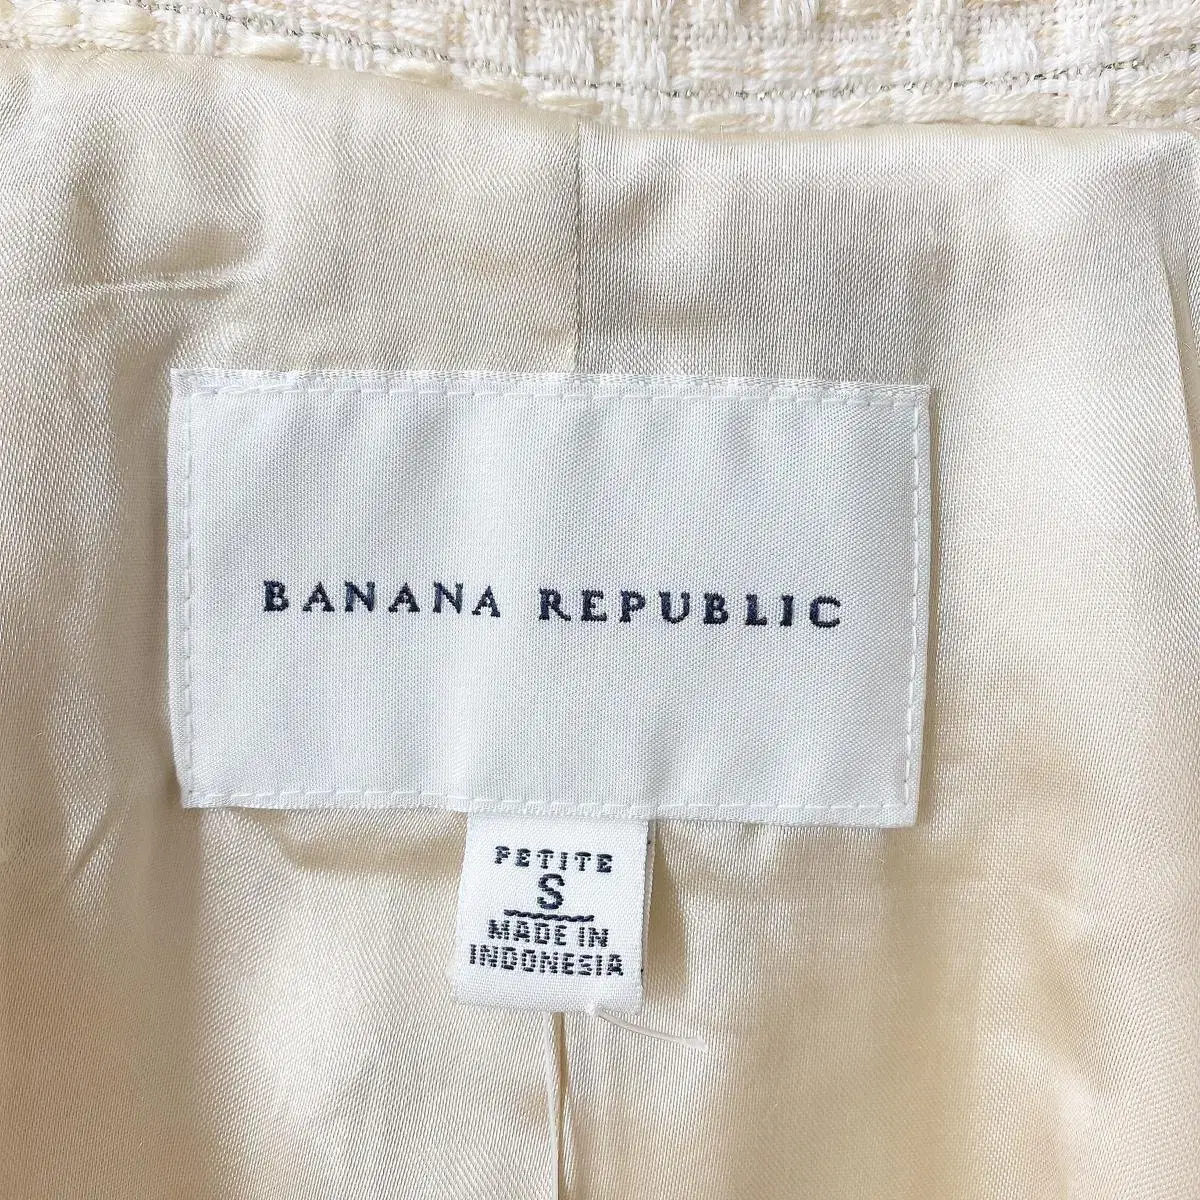 BANANA REPUBLIC
PETITE
S
MADE IN
INDONESIA